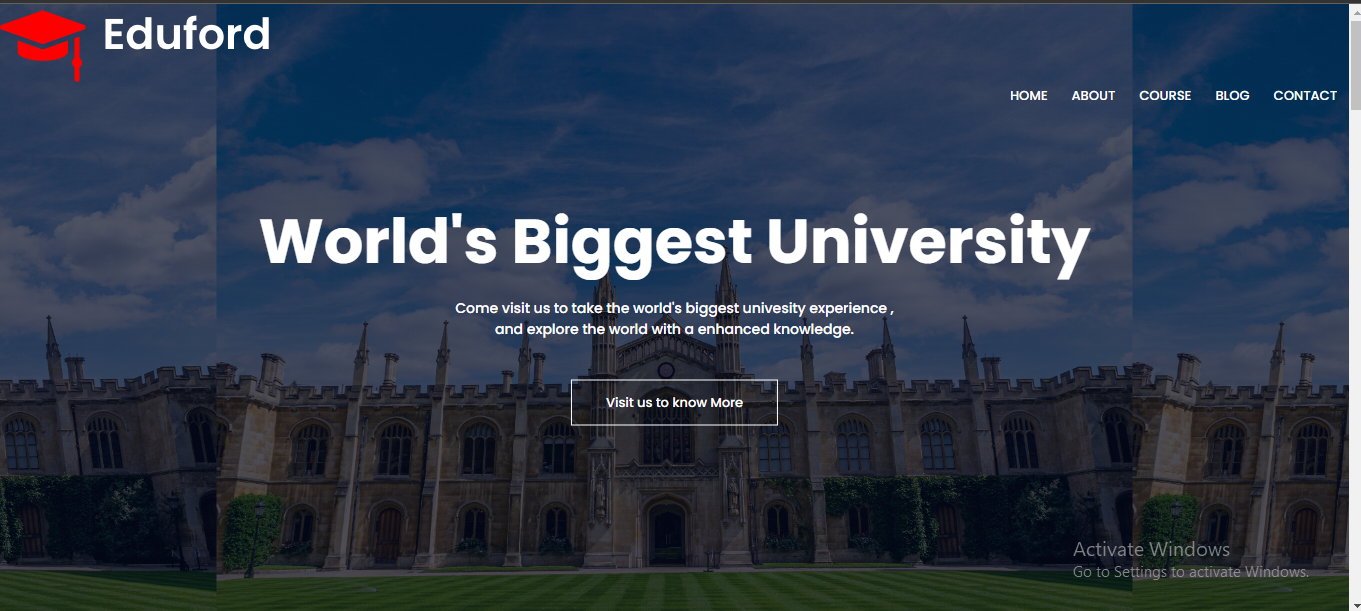 Eduford
HOME ABOUT COURSE BLOG CONTACT
World's Biggest University
Come visit us to take the world's biggest univesity experience ,
and explore the world with a enhanced knowledge.
Visit us to know More
Activate Windows
Go to Settings to activate Windows.